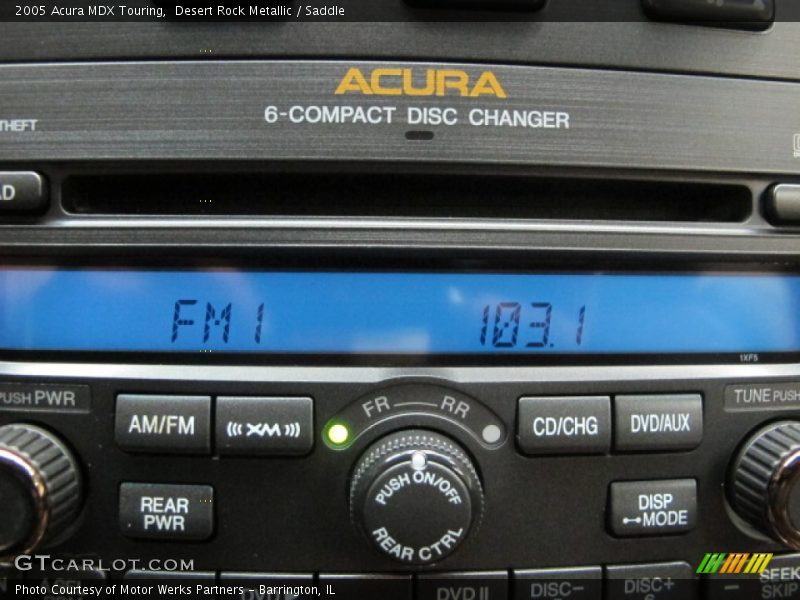 2005 Acura MDX Touring,  Desert Rock Metallic / Saddle
ACURA
6-COMPACT DISC CHANGER
THEFT
FM1 103.1
1XF5
PUSH PWR
AM/FM
XM
FR RR
CD/CHG
DVD/AUX
TUNE PUSH
REAR PWR
PUSH ON/OFF
REAR CTRL
DISP
MODE
GTCARLOT.COM
DISC-
DISC+
SEEK
SKIP
Photo Courtesy of Motor Werks Partners - Barrington, IL